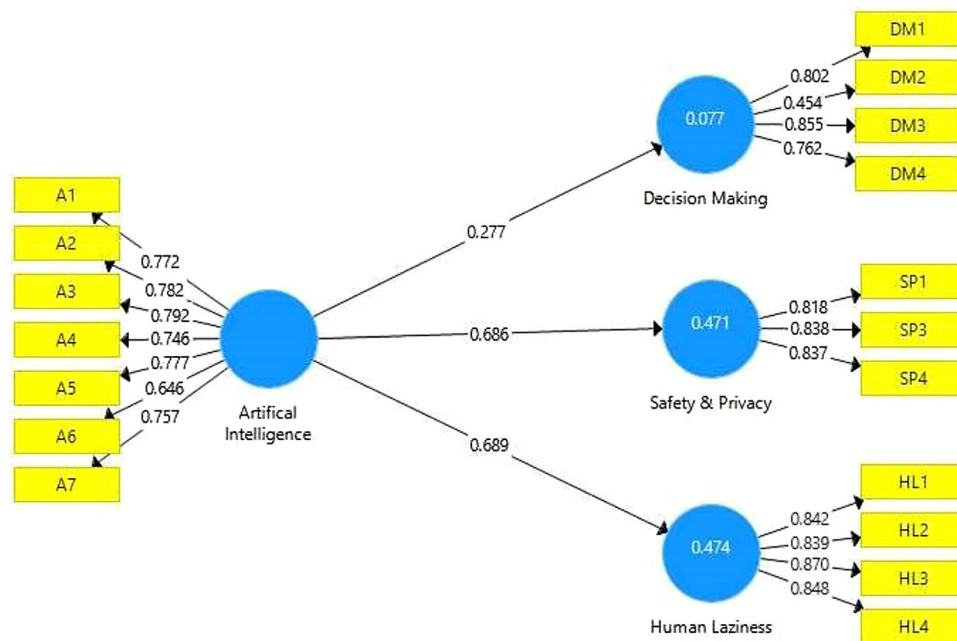 A1
A2
A3
A4
A5
A6
A7
0.772
0.782
0.792
0.746
0.777
0.646
0.757
Artifical
Intelligence
0.277
0.686
0.689
0.077
Decision Making
0.802
0.454
0.855
0.762
DM1
DM2
DM3
DM4
0.471
Safety & Privacy
0.818
0.838
0.837
SP1
SP3
SP4
0.474
Human Laziness
0.842
0.839
0.870
0.848
HL1
HL2
HL3
HL4